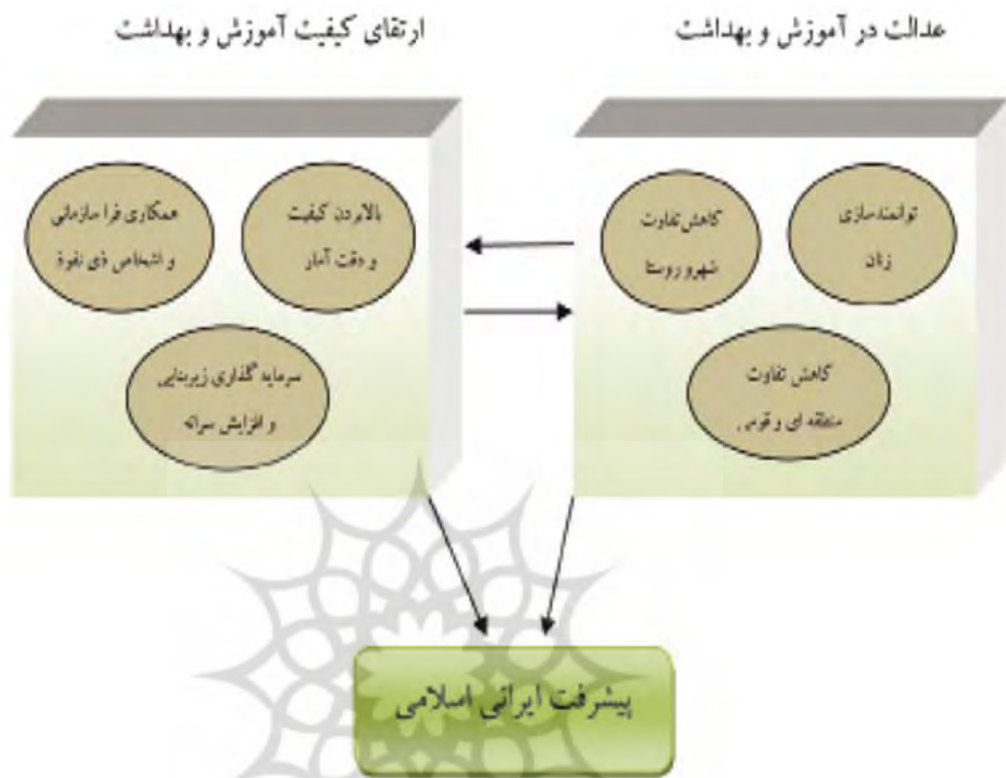 عدالت در آموزش و بهداشت
ارتقای کیفیت آموزش و بهداشت
توانمندسازی
زنان
کاهش تفاوت
شهر و روستا
کاهش تفاوت
منطقه ای و قومی
بالابردن کیفیت
و دقت آمار
همکاری فرا سازمانی
و اشخاص ذی نفوذ
سرمایه گذاری زیربنایی
و افزایش سرانه
پیشرفت ایرانی اسلامی